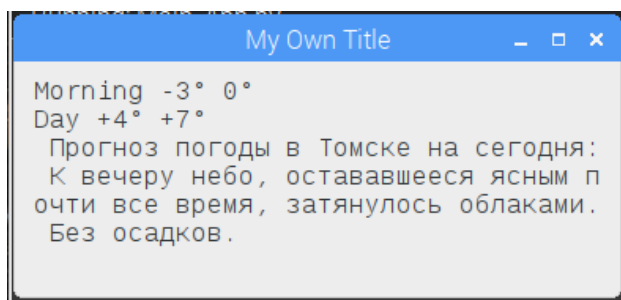 My Own Title
Morning -3° 0°
Day +4° +7°
Прогноз погоды в Томске на сегодня:
К вечеру небо, остававшееся ясным п
очти все время, затянулось облаками.
Без осадков.